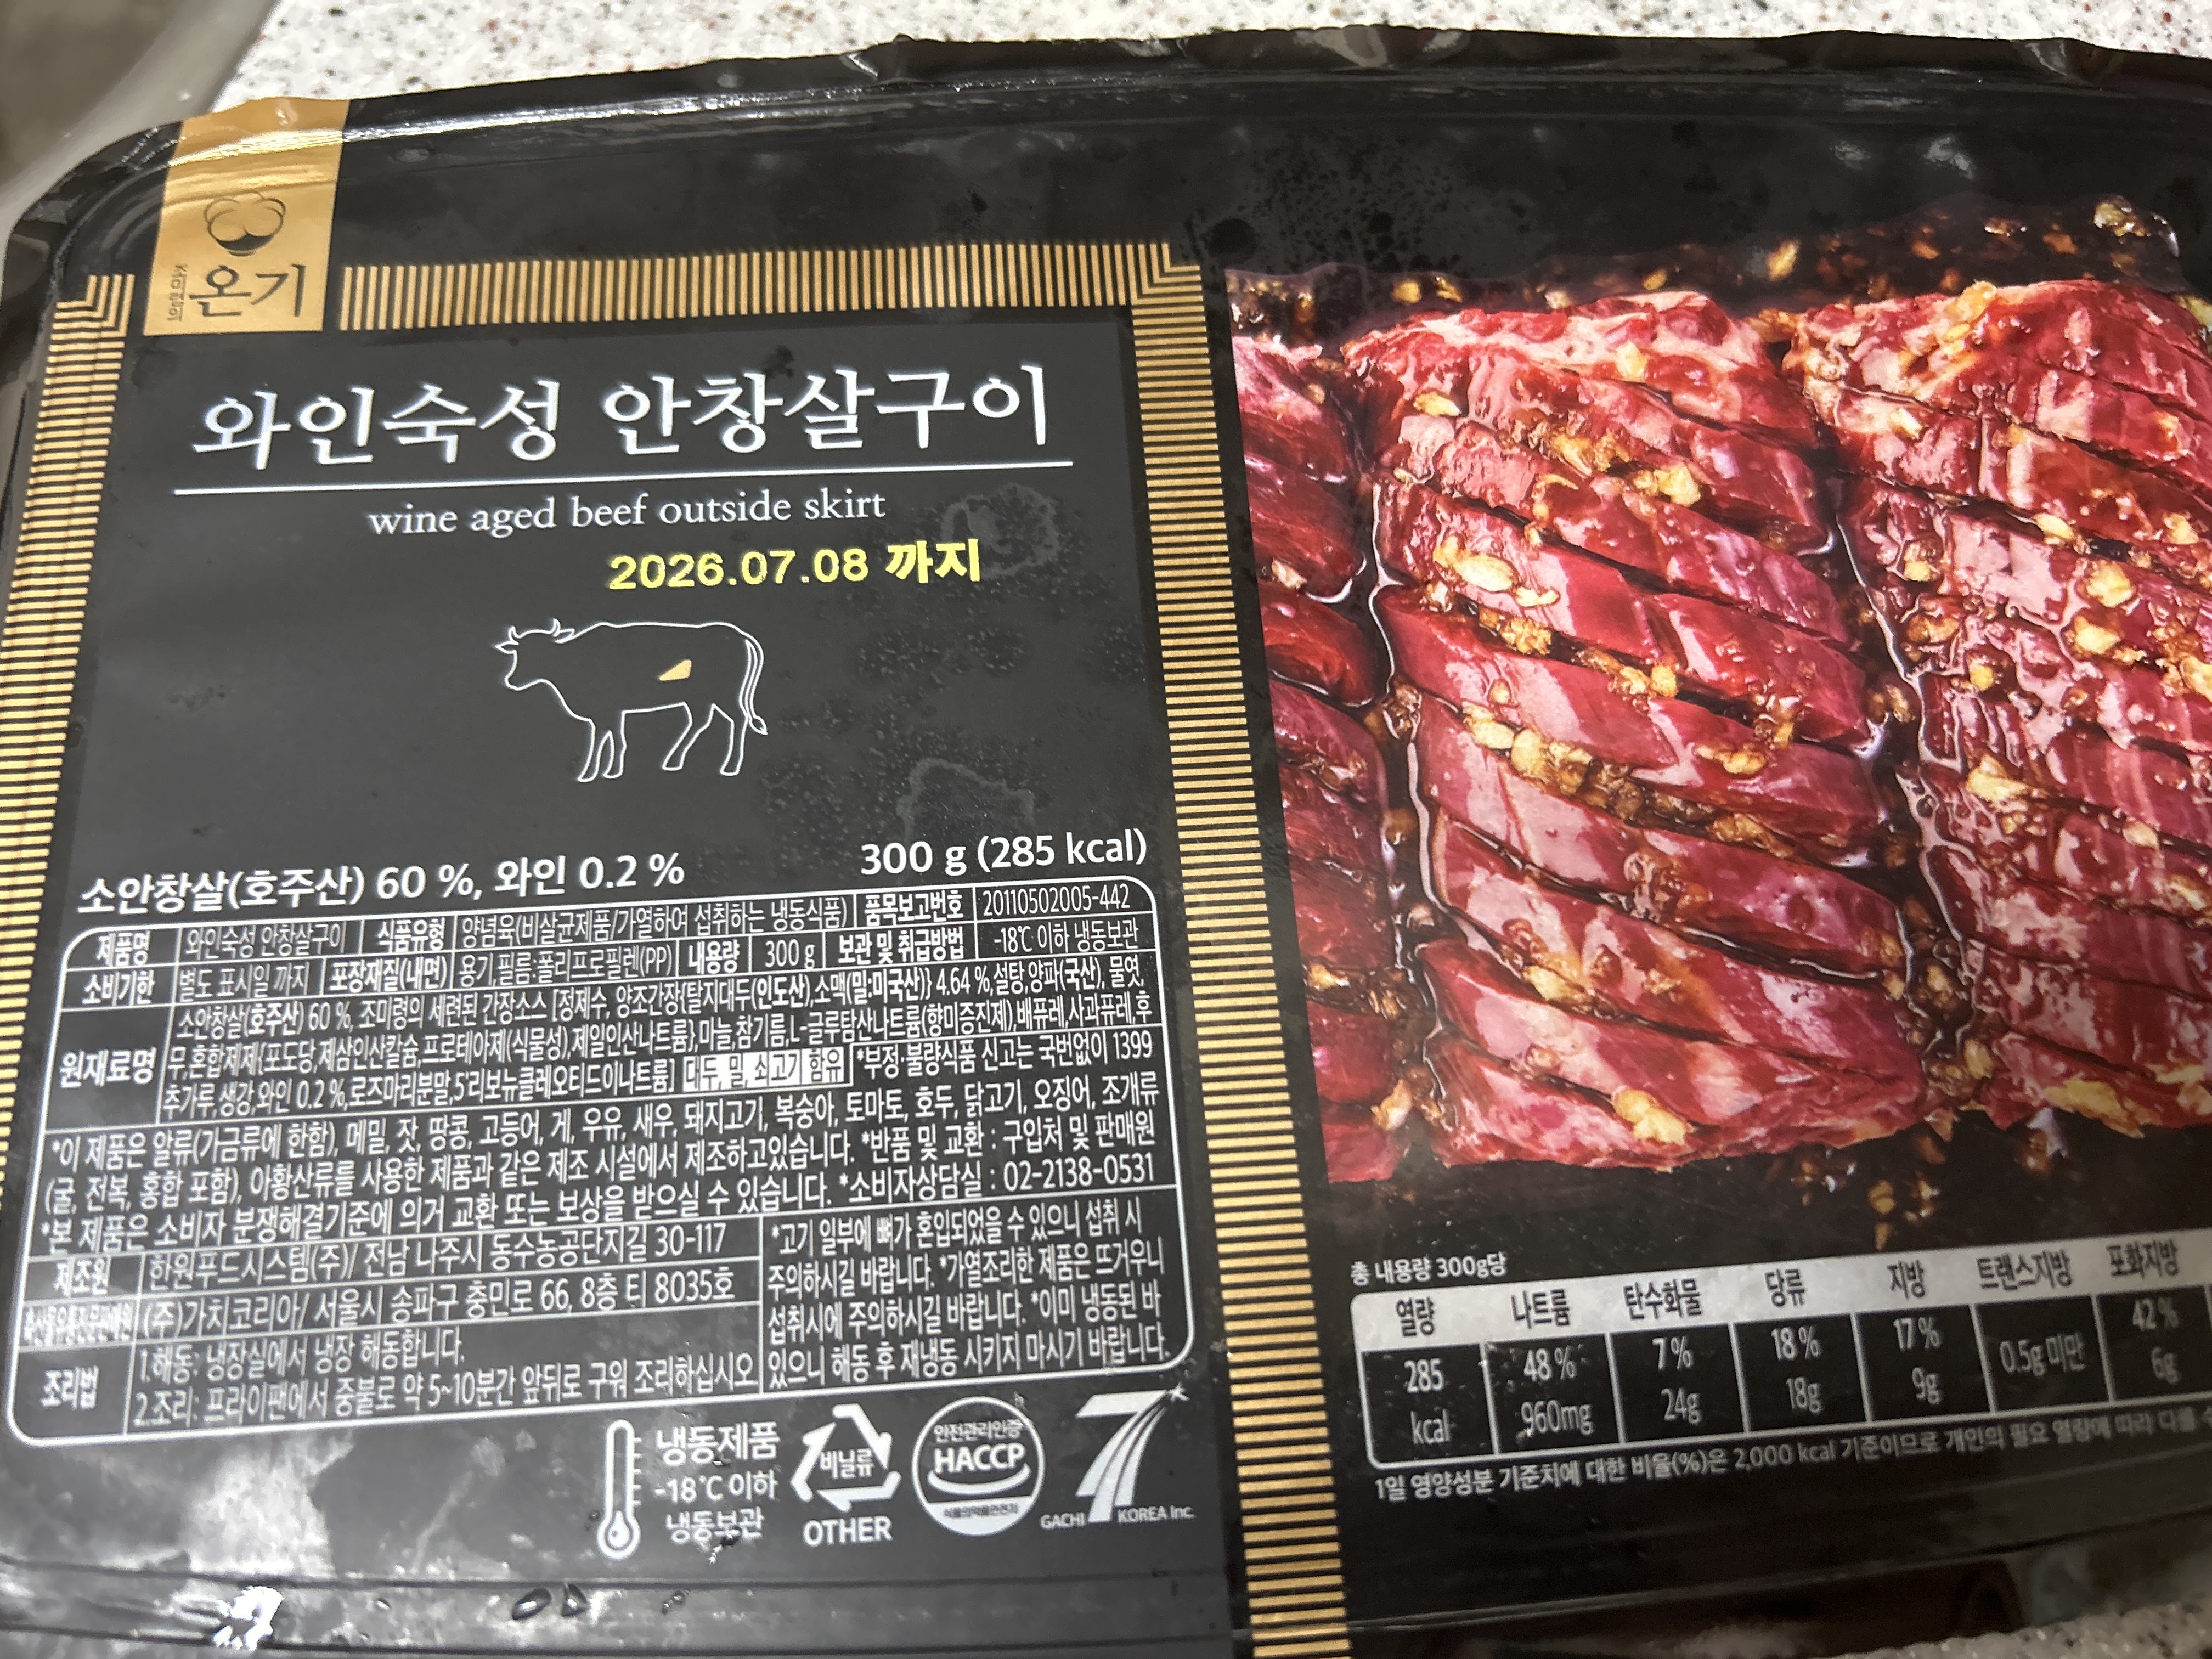 조미령의
온기
와인숙성 안창살구이
wine aged beef outside skirt
2026.07.08 까지
소안창살(호주산) 60 %, 와인 0.2 %
300 g (285 kcal)
제품명 와인숙성 안창살구이 식품유형 양념육(비살균제품/가열하여 섭취하는 냉동식품) 품목보고번호 20110502005-442
소비기한 별도 표시일 까지 포장재질(내면) 용기,필름:폴리프로필렌(PP) 내용량 300 g 보관 및 취급방법 -18℃ 이하 냉동보관
원재료명
소안창살(호주산) 60 %, 조미령의 세련된 간장소스 [정제수, 양조간장{탈지대두(인도산),소맥(밀:미국산)} 4.64 %,설탕,양파(국산), 물엿,
무,혼합제제{포도당,제삼인산칼슘,프로테아제(식물성),제일인산나트륨},마늘,참기름,L-글루탐산나트륨(향미증진제),배퓨레,사과퓨레,후
추가루,생강,와인 0.2 %,로즈마리분말,5'리보뉴클레오티드이나트륨] 대두, 밀, 쇠고기 함유 *부정·불량식품 신고는 국번없이 1399
*이 제품은 알류(가금류에 한함), 메밀, 잣, 땅콩, 고등어, 게, 우유, 새우, 돼지고기, 복숭아, 토마토, 호두, 닭고기, 오징어, 조개류
(굴, 전복, 홍합 포함), 아황산류를 사용한 제품과 같은 제조 시설에서 제조하고있습니다. *반품 및 교환 : 구입처 및 판매원
*본 제품은 소비자 분쟁해결기준에 의거 교환 또는 보상을 받으실 수 있습니다. *소비자상담실 : 02-2138-0531
제조원 한원푸드시스템(주)/ 전남 나주시 동수농공단지길 30-117
(주)가치코리아/ 서울시 송파구 충민로 66, 8층 티 8035호
조리법
1.해동: 냉장실에서 냉장 해동합니다.
2.조리: 프라이팬에서 중불로 약 5~10분간 앞뒤로 구워 조리하십시오
*고기 일부에 뼈가 혼입되었을 수 있으니 섭취 시
주의하시길 바랍니다. *가열조리한 제품은 뜨거우니
섭취시에 주의하시길 바랍니다. *이미 냉동된 바
있으니 해동 후 재냉동 시키지 마시기 바랍니다.
냉동제품
-18℃ 이하
냉동보관
비닐류
OTHER
안전관리인증
HACCP
GACHI KOREA Inc.
총 내용량 300g당
열량 나트륨 탄수화물 당류 지방 트랜스지방 포화지방
285 48 % 7 % 18 % 17 % 0.5g 미만 42 %
kcal 960mg 24g 18g 9g 6g
1일 영양성분 기준치에 대한 비율(%)은 2,000 kcal 기준이므로 개인의 필요 열량에 따라 다를